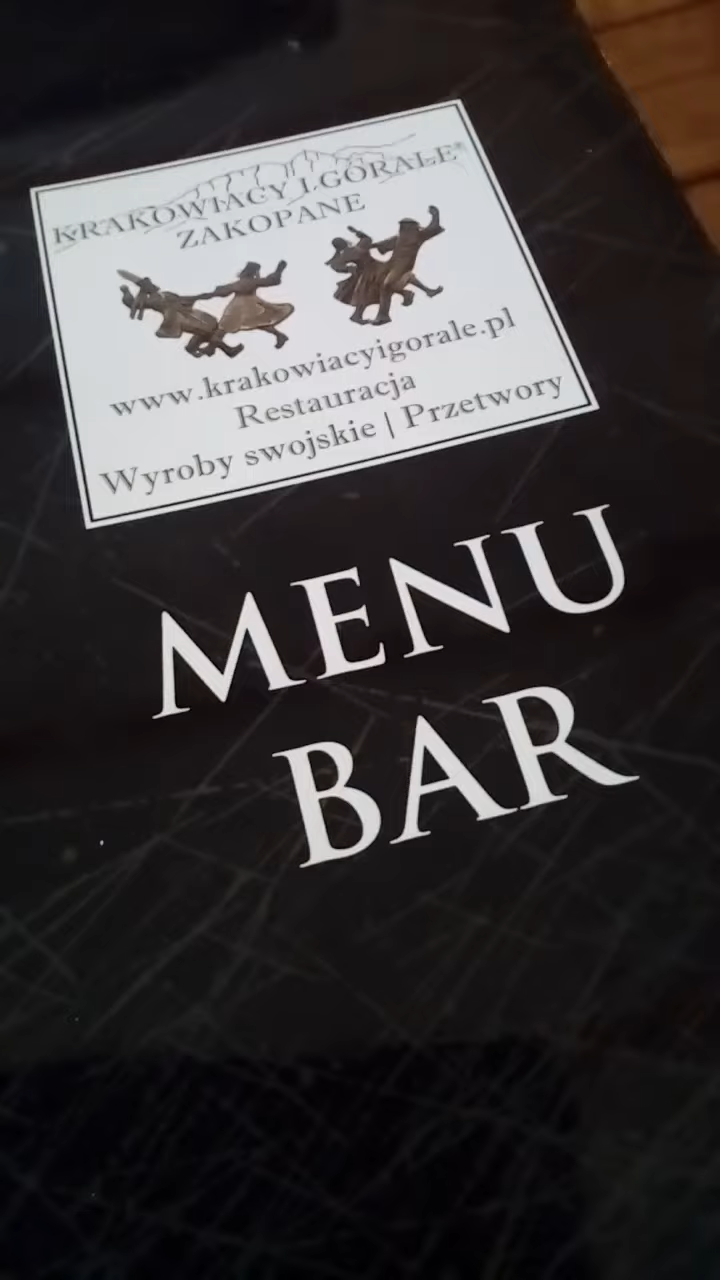 KRAKOWIACY I GÓRALE®
ZAKOPANE
www.krakowiacyigorale.pl
Restauracja
Wyroby swojskie | Przetwory
MENU
BAR